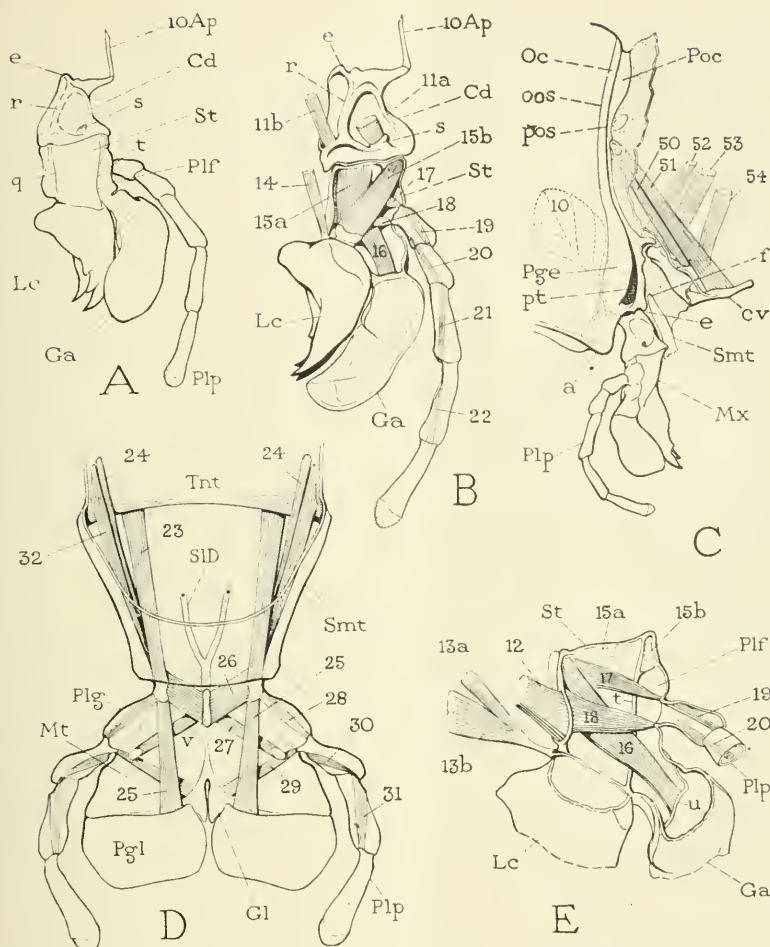 10Ap
e
Cd
r
s
St
t
Plf
q
Lc
Ga
Plp
A
10Ap
e
r
11a
11b
Cd
s
15b
14
17
St
15a
18
19
16
20
Lc
21
Ga
22
B
Oc
Poc
oos
pos
50
52
53
51
54
10
Pge
f
pt
e
cv
Smt
a
Mx
Plp
C
24
24
Tnt
23
32
SlD
Smt
26
25
Plg
28
30
Mt
v
27
25
29
31
Pgl
Gl
Plp
D
St
15a
15b
13a
12
Plf
17
t
19
18
20
16
13b
Plp
u
Lc
Ga
E